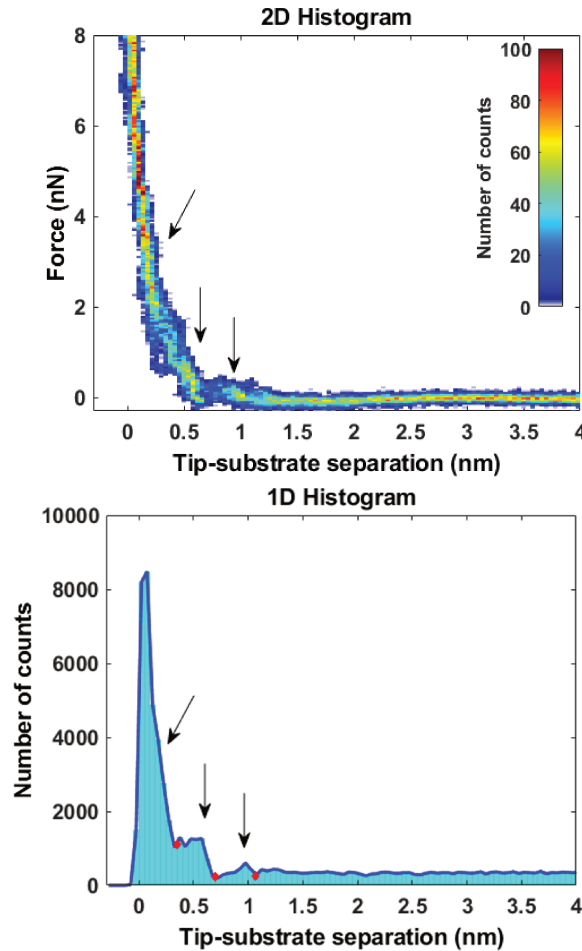 2D Histogram
8
6
4
2
0
Force (nN)
100
80
60
40
20
0
Number of counts
0 0.5 1 1.5 2 2.5 3 3.5 4
Tip-substrate separation (nm)
1D Histogram
10000
8000
6000
4000
2000
0
Number of counts
0 0.5 1 1.5 2 2.5 3 3.5 4
Tip-substrate separation (nm)